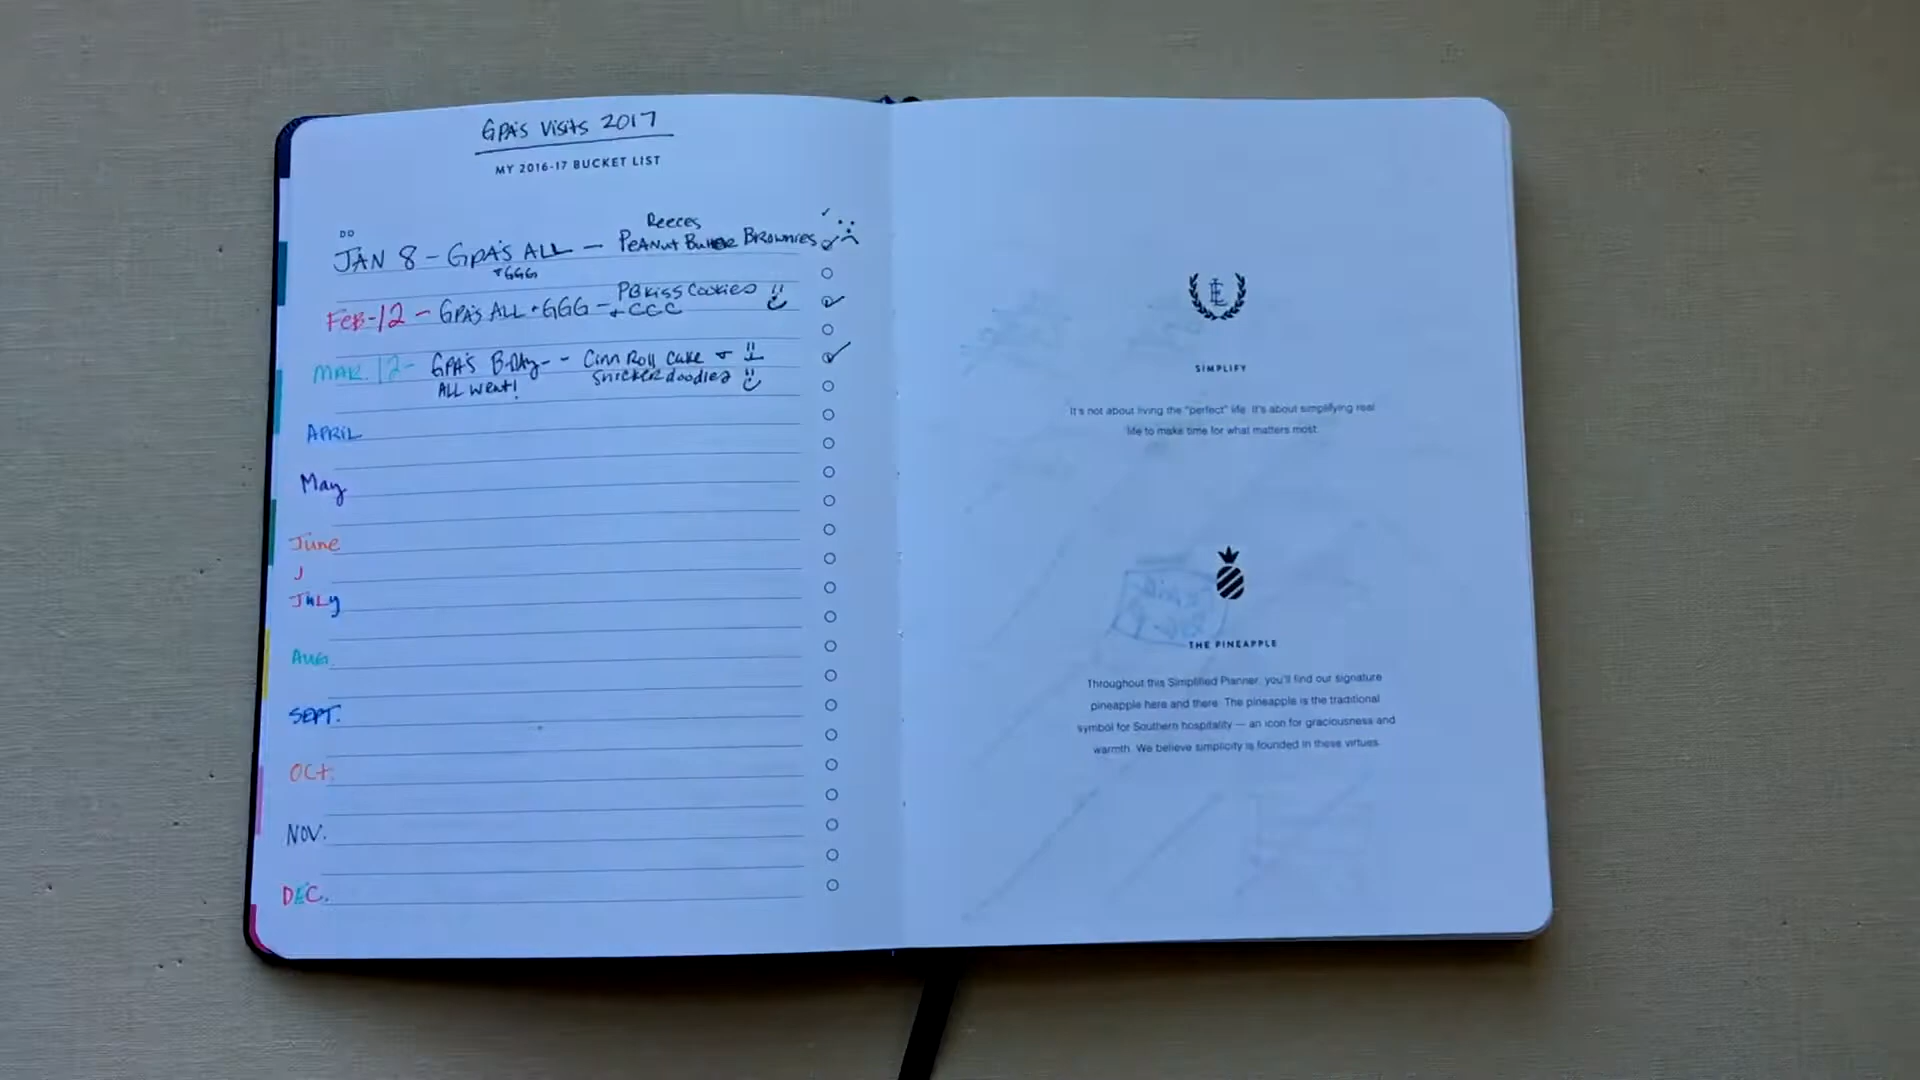 GPA's Visits 2017
MY 2016-17 BUCKET LIST
DO
Reeces
JAN 8 - GPA'S ALL - PEANUT BUTTER BROWNIES
+GGG
PB Kiss Cookies
FEB-12 - GPA'S ALL + GGG - + CCC
MAR. 12 - GPA'S B-DAY - - Cinn Roll Cake +
ALL WENT! SNICKERdoodles
APRIL
May
June
J
JULY
AUG.
SEPT.
OCT.
NOV.
DEC.
EL
SIMPLIFY
It's not about living the "perfect" life. It's about simplifying real
life to make time for what matters most.
THE PINEAPPLE
Throughout this Simplified Planner, you'll find our signature
pineapple here and there. The pineapple is the traditional
symbol for Southern hospitality — an icon for graciousness and
warmth. We believe simplicity is founded in these virtues.